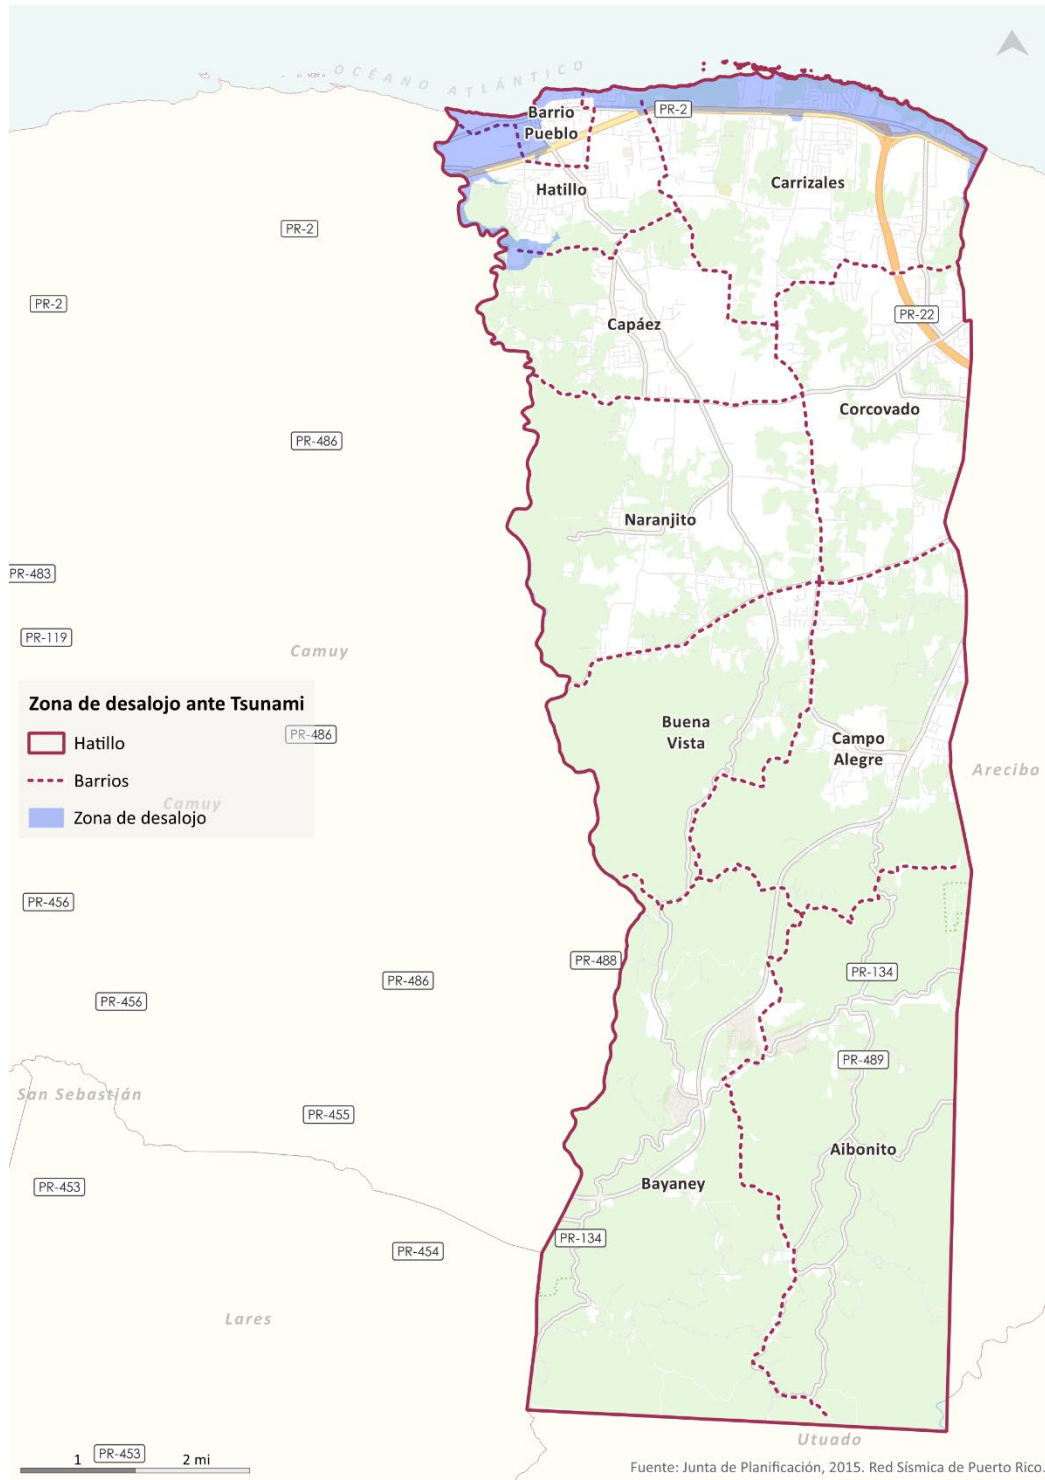 OCÉANO ATLÁNTICO
Barrio
Pueblo
PR-2
Hatillo
Carrizales
PR-2
PR-2
PR-22
Capáez
Corcovado
PR-486
Naranjito
PR-483
PR-119
Camuy
Zona de desalojo ante Tsunami
Hatillo
Barrios
Zona de desalojo
PR-486
Camuy
Buena
Vista
Campo
Alegre
Arecibo
PR-456
PR-488
PR-486
PR-134
PR-456
PR-489
San Sebastián
PR-455
Aibonito
PR-453
Bayaney
PR-134
PR-454
Lares
Utuado
1
PR-453
2 mi
Fuente: Junta de Planificación, 2015. Red Sísmica de Puerto Rico.